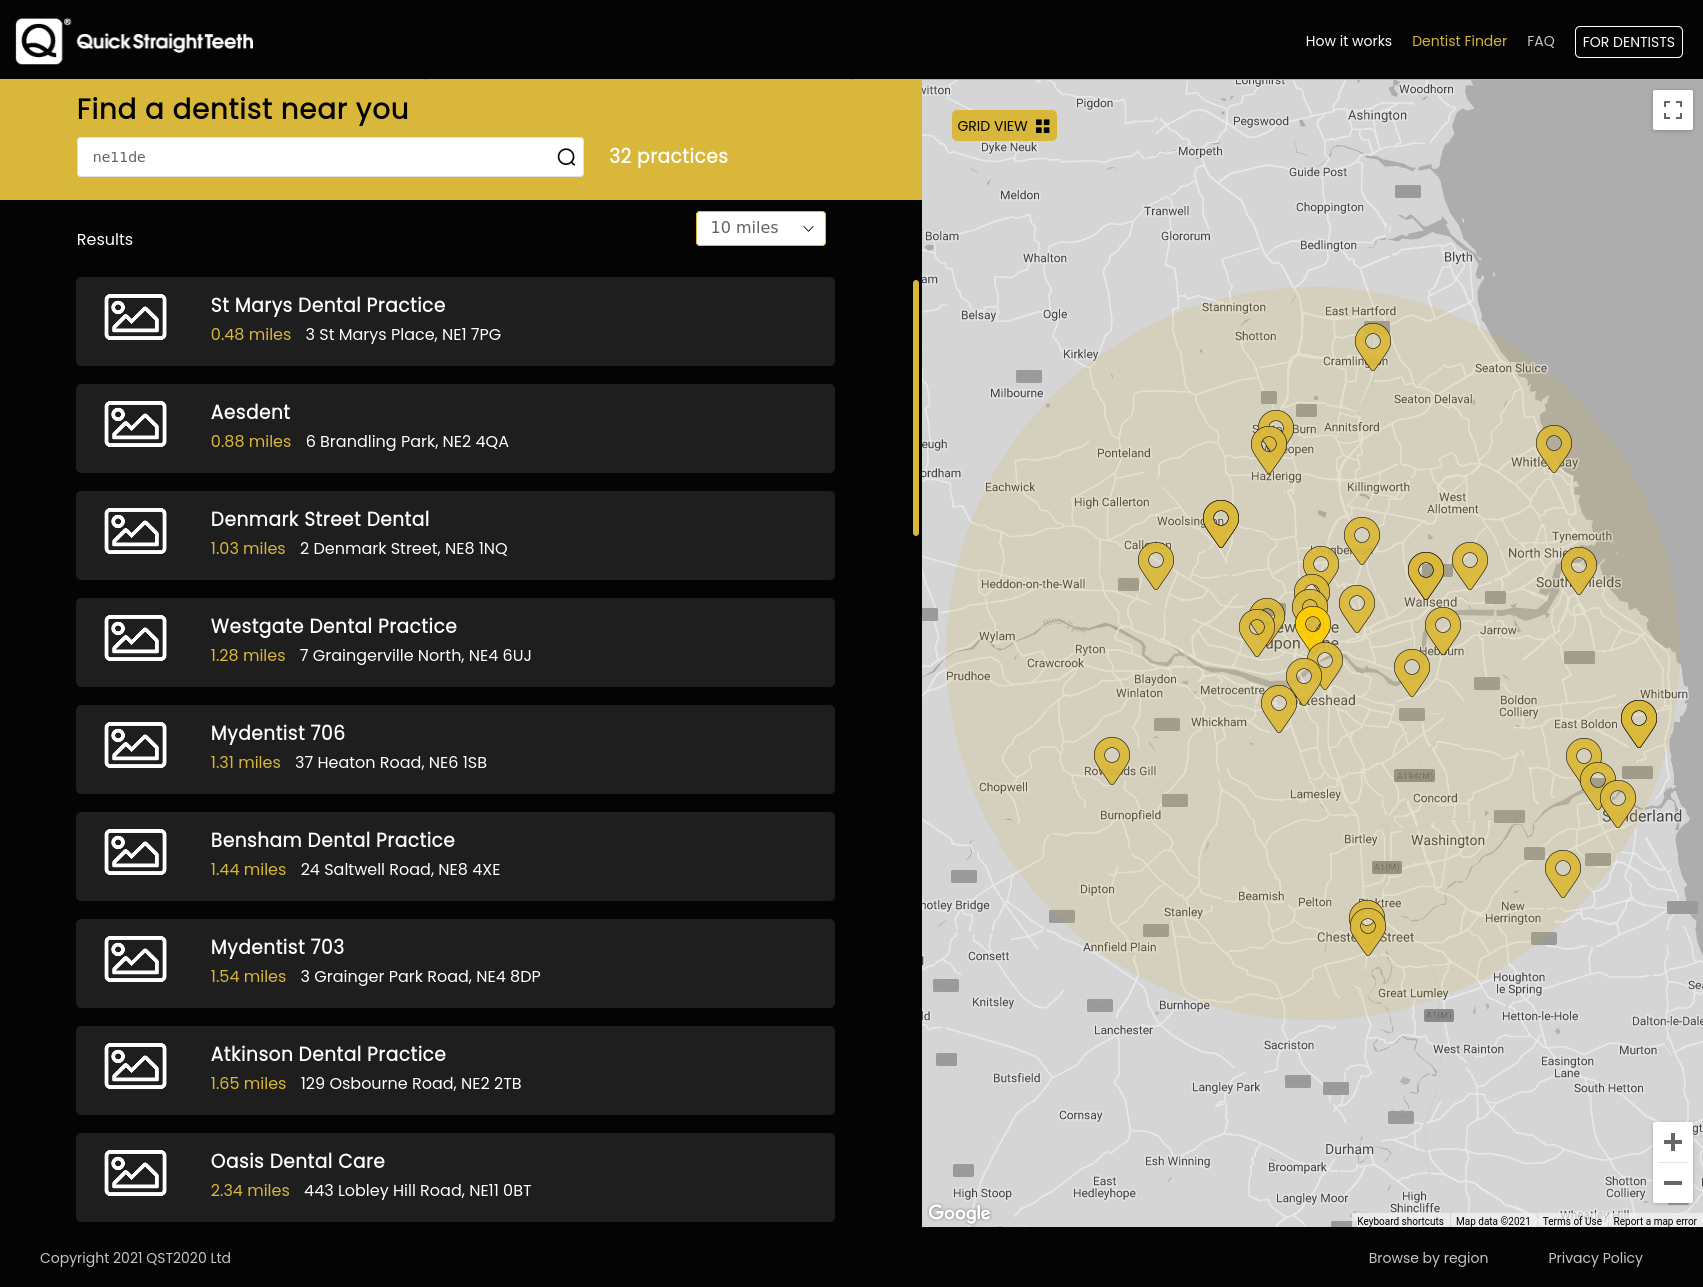 QuickStraightTeeth®
How it works
Dentist Finder
FAQ
FOR DENTISTS
Find a dentist near you
ne11de
32 practices
Results
10 miles
St Marys Dental Practice
0.48 miles 3 St Marys Place, NE1 7PG
Aesdent
0.88 miles 6 Brandling Park, NE2 4QA
Denmark Street Dental
1.03 miles 2 Denmark Street, NE8 1NQ
Westgate Dental Practice
1.28 miles 7 Graingerville North, NE4 6UJ
Mydentist 706
1.31 miles 37 Heaton Road, NE6 1SB
Bensham Dental Practice
1.44 miles 24 Saltwell Road, NE8 4XE
Mydentist 703
1.54 miles 3 Grainger Park Road, NE4 8DP
Atkinson Dental Practice
1.65 miles 129 Osbourne Road, NE2 2TB
Oasis Dental Care
2.34 miles 443 Lobley Hill Road, NE11 0BT
GRID VIEW
Longhirst
Woodhorn
Pigdon
Pegswood
Ashington
Dyke Neuk
Morpeth
Guide Post
Meldon
Tranwell
Choppington
Bolam
Glororum
Bedlington
Whalton
Blyth
Stannington
East Hartford
Belsay
Ogle
Shotton
Kirkley
Seaton Sluice
Milbourne
Seaton Delaval
Annitsford
Ponteland
Hazlerigg
Eachwick
Killingworth
High Callerton
West
Allotment
Tynemouth
Heddon-on-the-Wall
Wallsend
Wylam
Jarrow
Ryton
Crawcrook
Hebburn
Prudhoe
Blaydon
Winlaton
Metrocentre
Whitburn
Boldon
Colliery
Whickham
East Boldon
Chopwell
A194(M)
Lamesley
Concord
Burnopfield
Sunderland
Birtley
Washington
A1(M)
Dipton
Beamish
Pelton
Stanley
New
Herrington
Annfield Plain
Consett
Houghton
le Spring
Knitsley
Burnhope
Great Lumley
A1(M)
Hetton-le-Hole
Lanchester
Dalton-le-Dale
Sacriston
West Rainton
Murton
Easington
Lane
Butsfield
Langley Park
South Hetton
Cornsay
Durham
Esh Winning
Broompark
High Stoop
East
Hedleyhope
Langley Moor
High
Shincliffe
Shotton
Colliery
Google
Keyboard shortcuts
Map data ©2021
Terms of Use
Report a map error
Copyright 2021 QST2020 Ltd
Browse by region
Privacy Policy